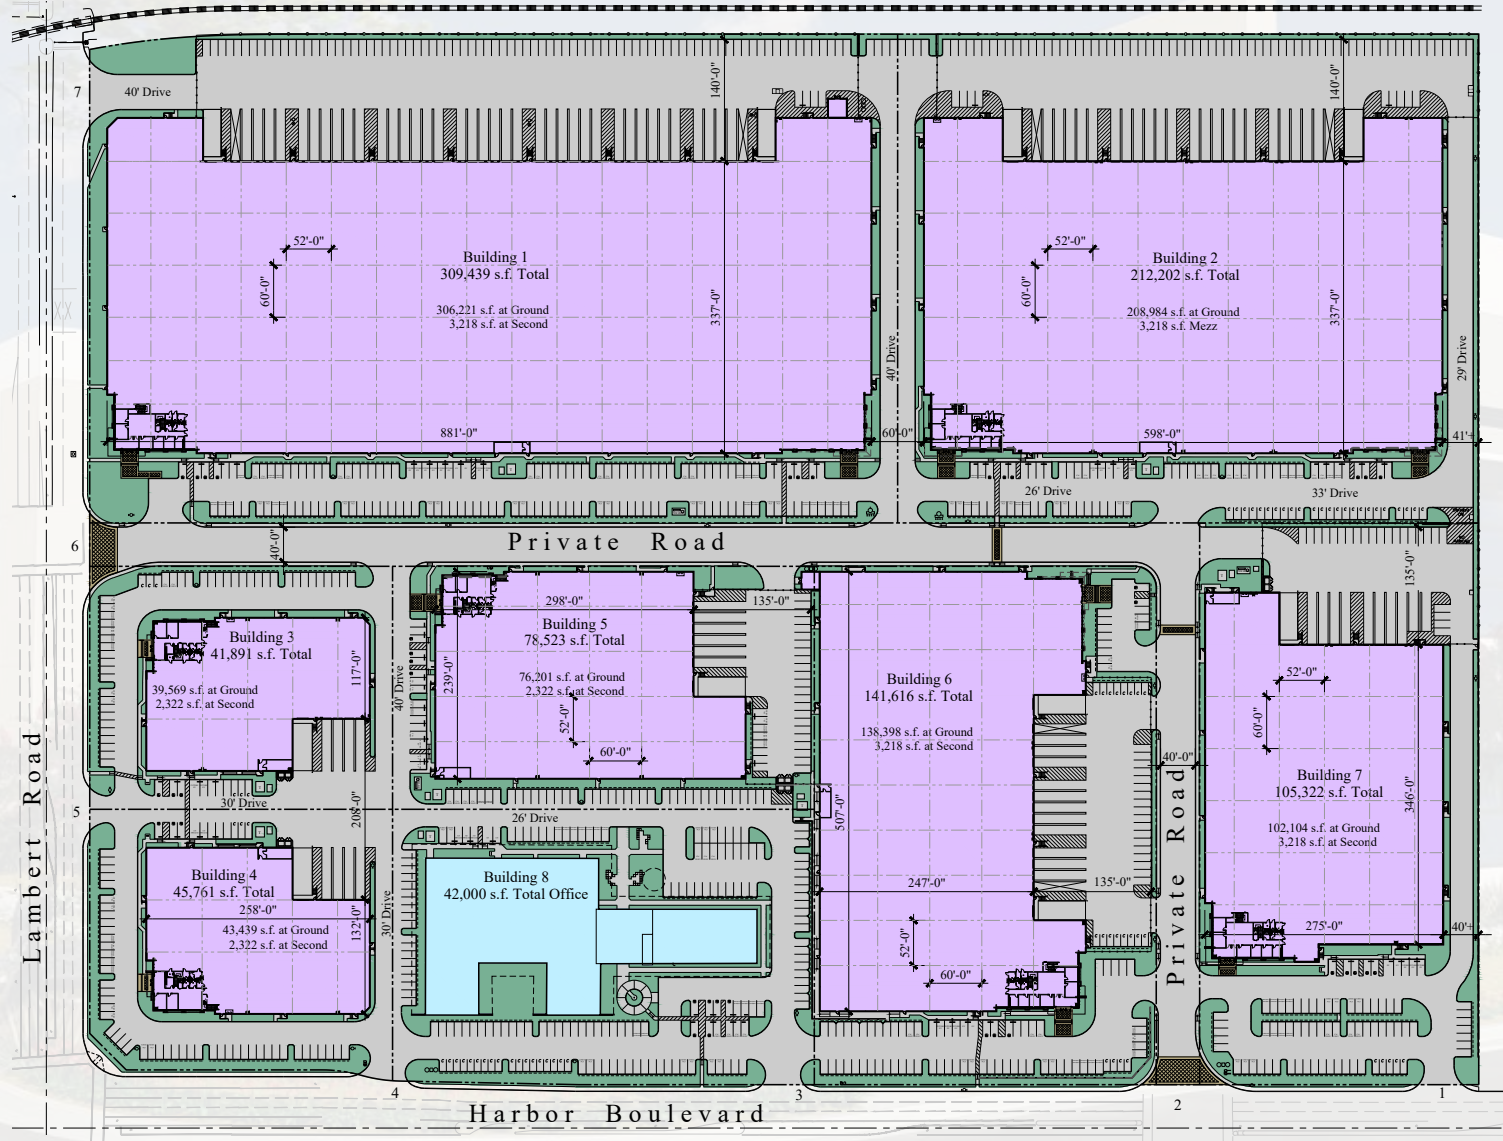 7
40' Drive
140'-0"
140'-0"
52'-0"
60'-0"
Building 1
309,439 s.f. Total
306,221 s.f. at Ground
3,218 s.f. at Second
337'-0"
881'-0"
40' Drive
60'-0"
52'-0"
60'-0"
Building 2
212,202 s.f. Total
208,984 s.f. at Ground
3,218 s.f. Mezz
337'-0"
598'-0"
29' Drive
41'+
26' Drive
33' Drive
6
40'-0"
Private Road
135'-0"
Building 3
41,891 s.f. Total
39,569 s.f. at Ground
2,322 s.f. at Second
117'-0"
40' Drive
298'-0"
135'-0"
Building 5
78,523 s.f. Total
239'-0"
76,201 s.f. at Ground
2,322 s.f. at Second
52'-0"
60'-0"
Building 6
141,616 s.f. Total
138,398 s.f. at Ground
3,218 s.f. at Second
507'-0"
247'-0"
135'-0"
52'-0"
60'-0"
40'-0"
Private Road
52'-0"
60'-0"
Building 7
105,322 s.f. Total
102,104 s.f. at Ground
3,218 s.f. at Second
346'-0"
275'-0"
40'+
Lambert Road
5
30' Drive
26' Drive
Building 4
45,761 s.f. Total
258'-0"
43,439 s.f. at Ground
2,322 s.f. at Second
132'-0"
30' Drive
Building 8
42,000 s.f. Total Office
4
3
2
1
Harbor Boulevard